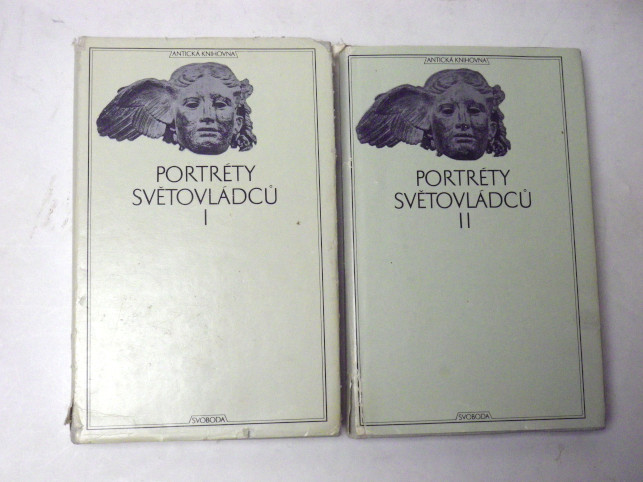 ANTICKÁ KNIHOVNA
PORTRÉTY
SVĚTOVLÁDCŮ
I
SVOBODA
ANTICKÁ KNIHOVNA
PORTRÉTY
SVĚTOVLÁDCŮ
II
SVOBODA